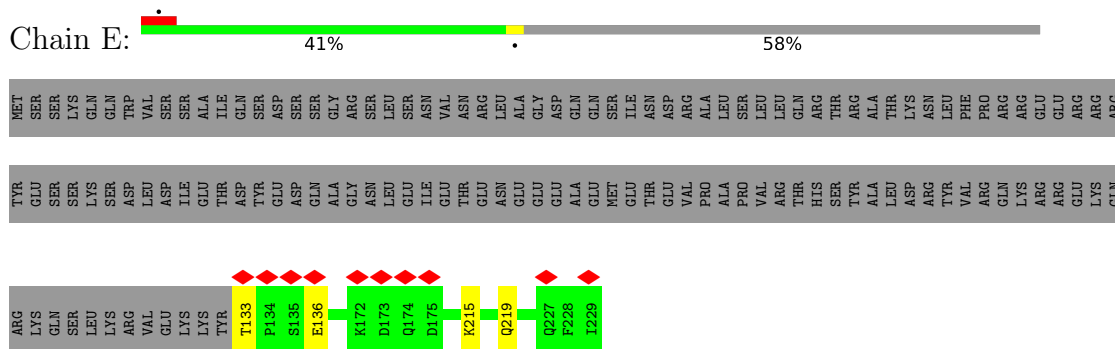 Chain E:
•
41%
•
58%
MET SER SER LYS GLN GLN TRP VAL SER SER ALA ILE GLN SER ASP SER SER GLY ARG SER LEU SER ASN VAL ASN ARG LEU ALA GLY ASP GLN GLN SER ILE ASN ASP ARG ALA LEU SER LEU LEU GLN ARG THR ARG ALA THR LYS ASN LEU PHE PRO ARG ARG GLU GLU ARG ARG ARG
TYR GLU SER SER LYS SER ASP LEU ASP ILE GLU THR ASP TYR GLU ASP GLN ALA GLY ASN LEU GLU ILE GLU THR GLU ASN GLU GLU GLU ALA GLU MET GLU THR GLU VAL PRO ALA PRO VAL ARG THR HIS SER TYR ALA LEU ASP ARG TYR VAL ARG GLN LYS ARG ARG GLU LYS GLN
ARG LYS GLN SER LEU LYS ARG VAL GLU LYS LYS TYR T133 P134 S135 E136 K172 D173 Q174 D175 K215 Q219 Q227 F228 I229